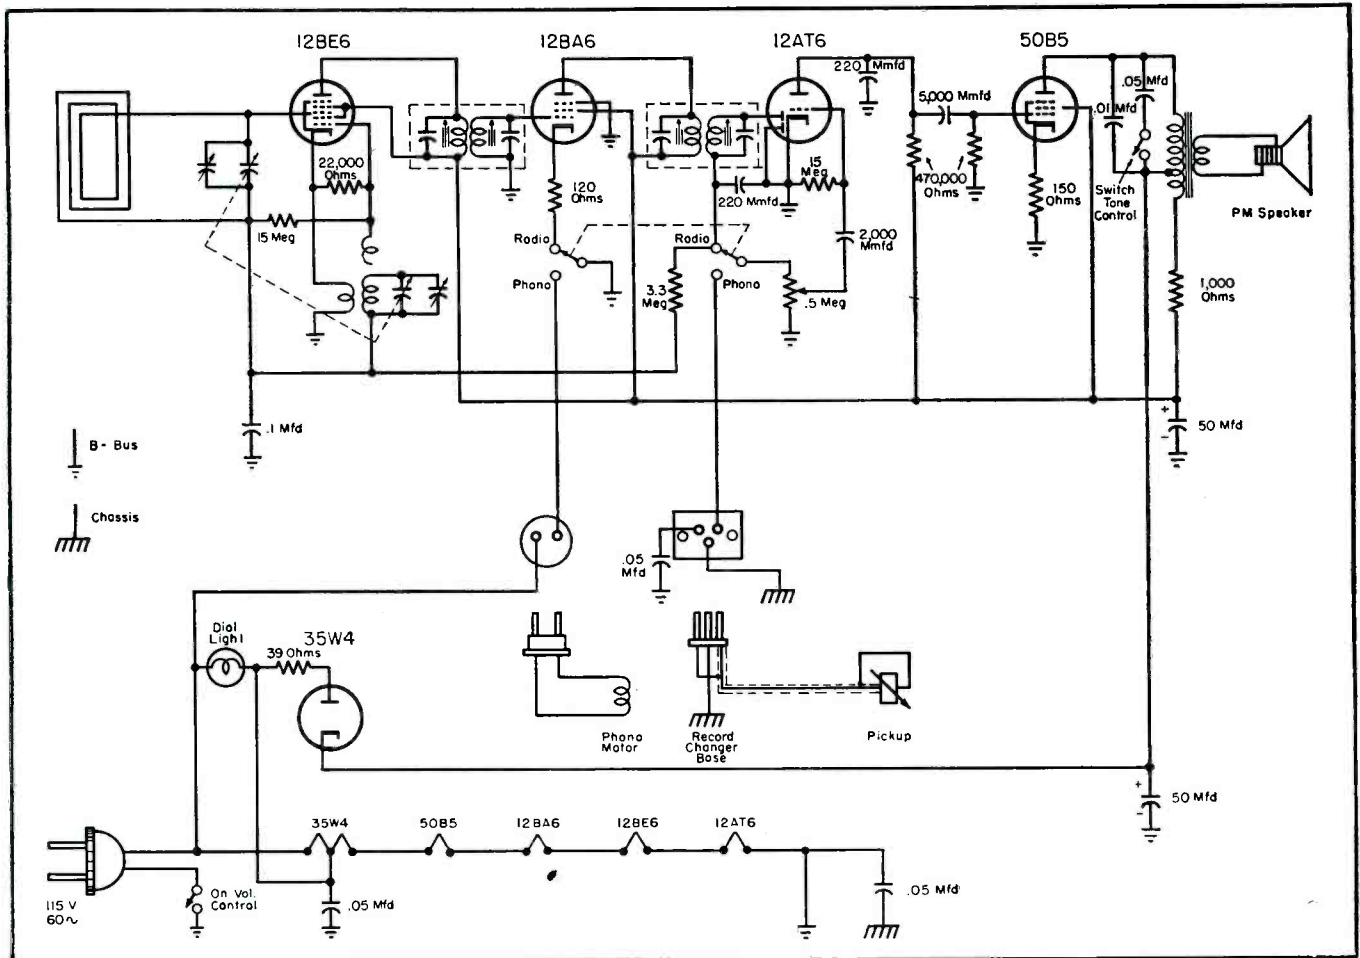 12BE6
12BA6
12AT6
50B5
220 Mmfd
.05 Mfd
5,000 Mmfd
.01 Mfd
22,000
Ohms
120
Ohms
15
Meg
220 Mmfd
470,000
Ohms
150
Ohms
Switch
Tone
Control
PM Speaker
15 Meg
Radio
Phono
Radio
Phono
2,000
Mmfd
3.3
Meg
.5 Meg
1,000
Ohms
.1 Mfd
50 Mfd
+
-
B- Bus
Chassis
.05
Mfd
Dial
Light
35W4
39 Ohms
Phono
Motor
Record
Changer
Base
Pickup
+
-
50 Mfd
35W4
50B5
12BA6
12BE6
12AT6
115 V
60~
On Vol.
Control
.05 Mfd
.05 Mfd